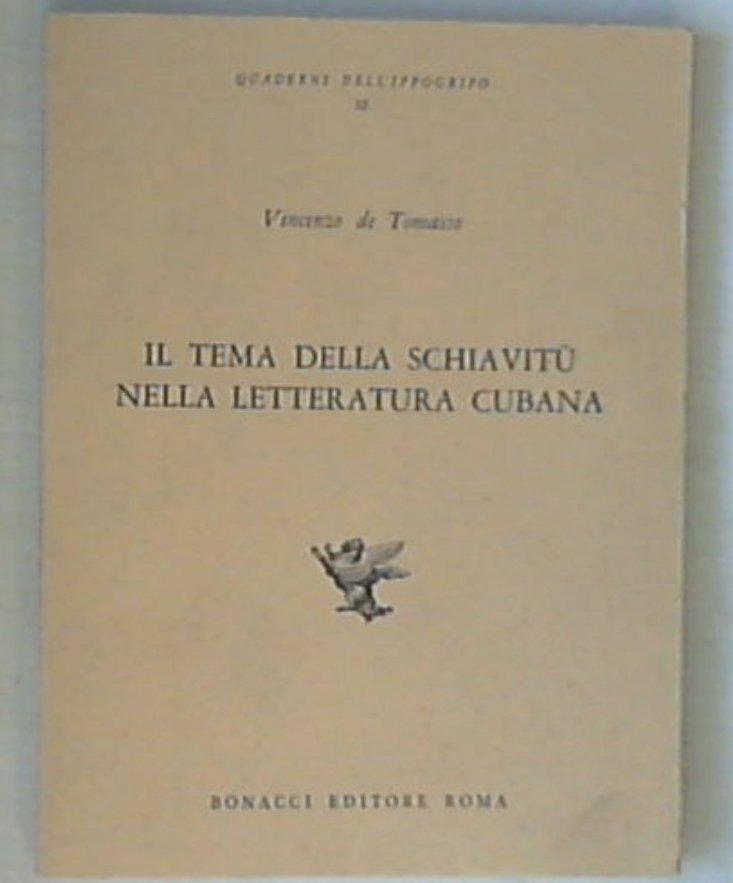 QUADERNI DELL'IPPOGRIFO
Vincenzo de Tomasso
IL TEMA DELLA SCHIAVITÙ
NELLA LETTERATURA CUBANA
BONACCI EDITORE ROMA